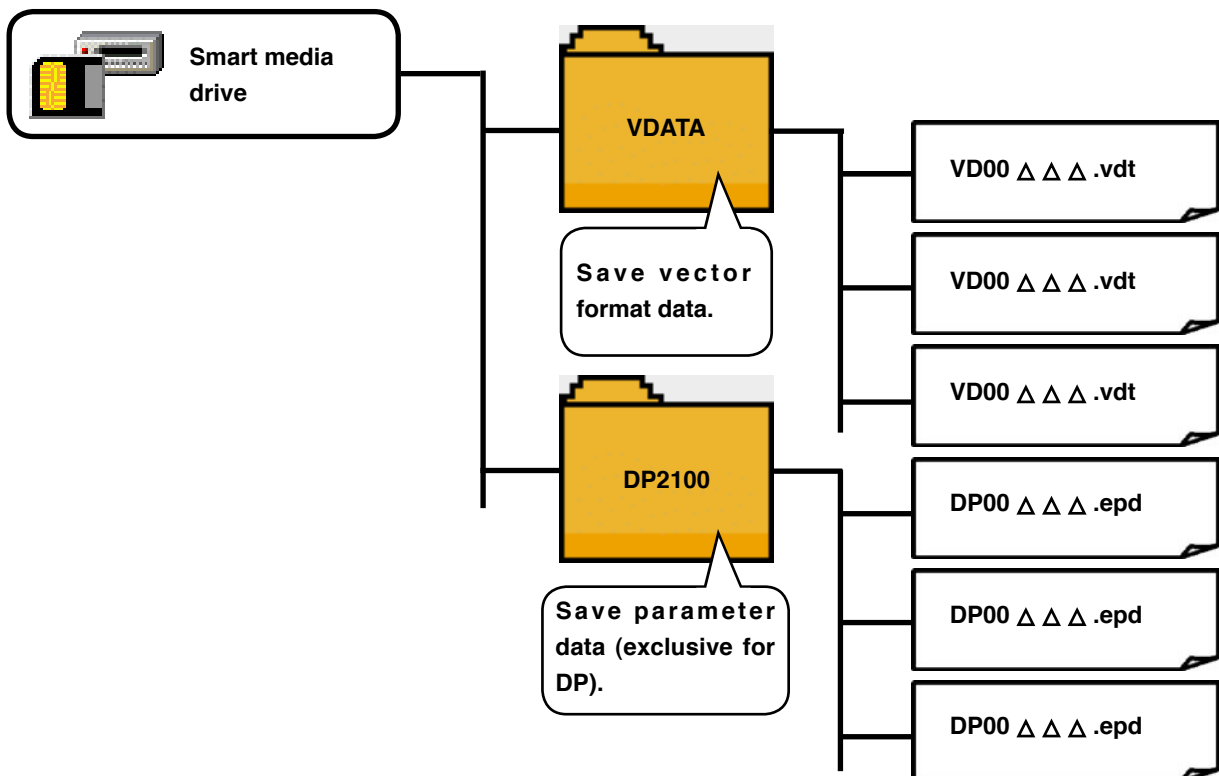 Smart media
drive
VDATA
Save vector
format data.
VD00 △ △ △ .vdt
VD00 △ △ △ .vdt
VD00 △ △ △ .vdt
DP2100
Save parameter
data (exclusive for
DP).
DP00 △ △ △ .epd
DP00 △ △ △ .epd
DP00 △ △ △ .epd